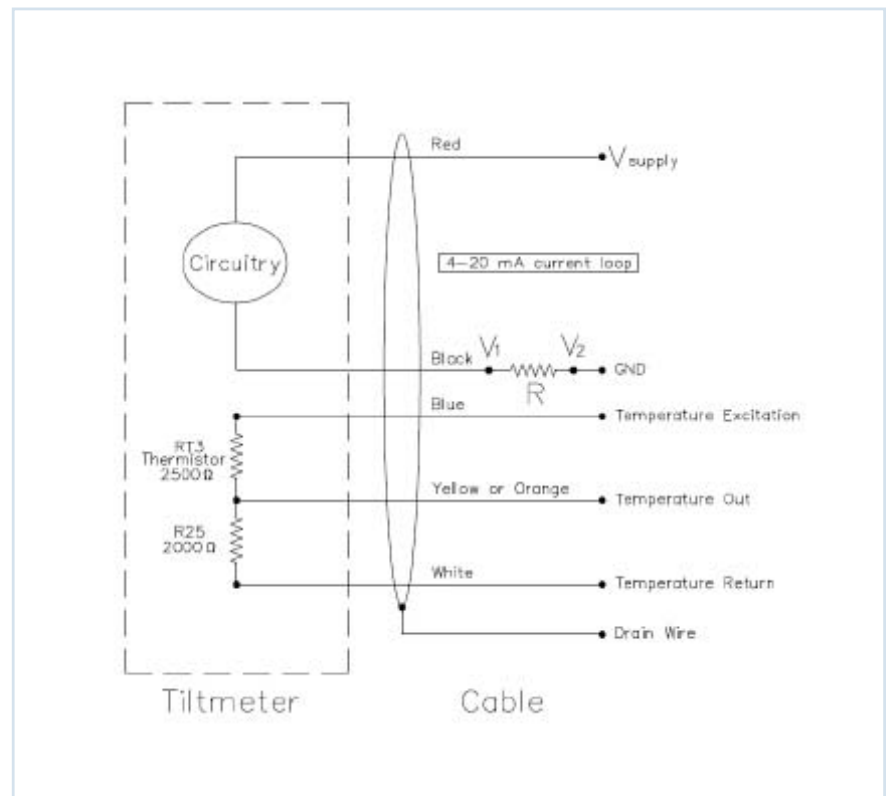 Red
V supply
Circuitry
4-20 mA current loop
Black
V1
V2
GND
R
Blue
Temperature Excitation
RT3
Thermistor
2500Ω
Yellow or Orange
Temperature Out
R25
2000Ω
White
Temperature Return
Drain Wire
Tiltmeter
Cable